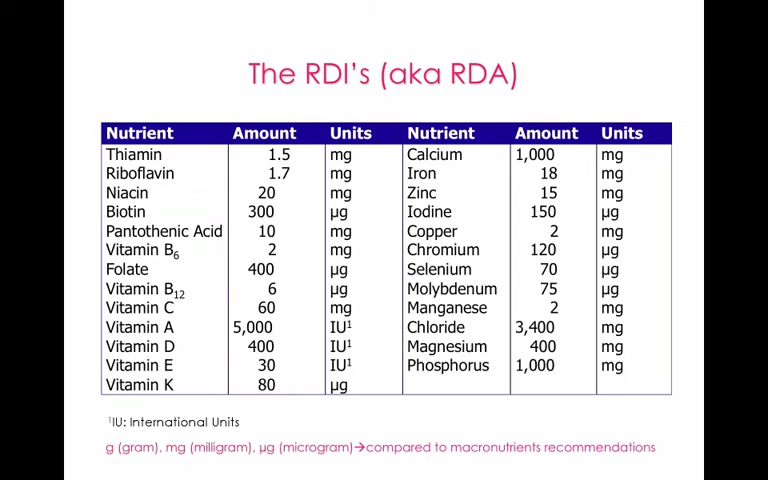 The RDI's (aka RDA)
Nutrient Amount Units Nutrient Amount Units
Thiamin 1.5 mg Calcium 1,000 mg
Riboflavin 1.7 mg Iron 18 mg
Niacin 20 mg Zinc 15 mg
Biotin 300 µg Iodine 150 µg
Pantothenic Acid 10 mg Copper 2 mg
Vitamin B6 2 mg Chromium 120 µg
Folate 400 µg Selenium 70 µg
Vitamin B12 6 µg Molybdenum 75 µg
Vitamin C 60 mg Manganese 2 mg
Vitamin A 5,000 IU¹ Chloride 3,400 mg
Vitamin D 400 IU¹ Magnesium 400 mg
Vitamin E 30 IU¹ Phosphorus 1,000 mg
Vitamin K 80 µg
¹IU: International Units
g (gram), mg (milligram), µg (microgram)→compared to macronutrients recommendations